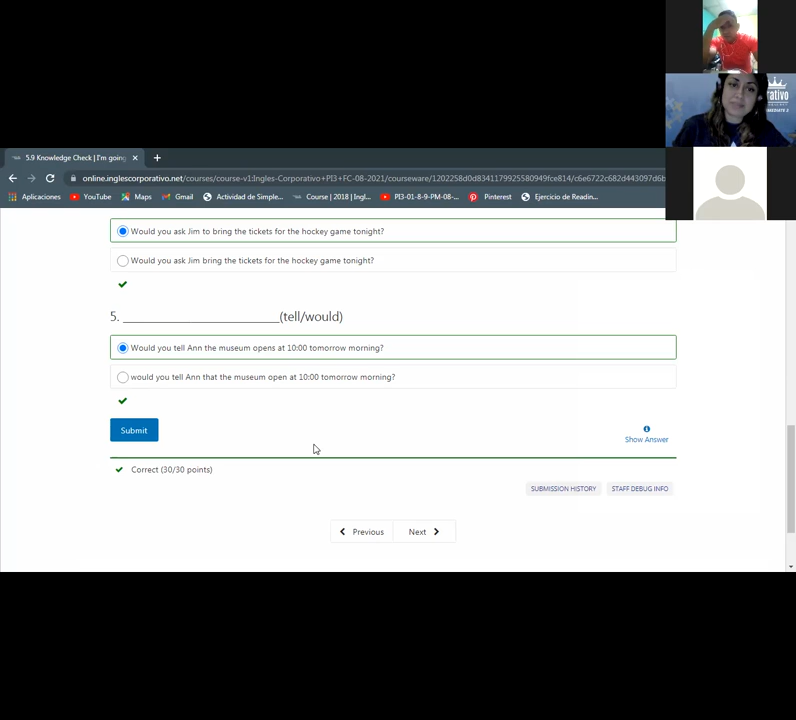 rativo
MEDIATE 2
5.9 Knowledge Check | I'm going
online.inglescorporativo.net/courses/course-v1:Ingles-Corporativo+PI3+FC-08-2021/courseware/1202258d0d8341179925580949fce814/c6e6722c682d443097d6b
Aplicaciones YouTube Maps Gmail Actividad de Simple... Course | 2018 | Ingl... PI3-01-8-9-PM-08-... Pinterest Ejercicio de Readin...
Would you ask Jim to bring the tickets for the hockey game tonight?
Would you ask Jim bring the tickets for the hockey game tonight?
5. __________________________(tell/would)
Would you tell Ann the museum opens at 10:00 tomorrow morning?
would you tell Ann that the museum open at 10:00 tomorrow morning?
Submit
Show Answer
Correct (30/30 points)
SUBMISSION HISTORY STAFF DEBUG INFO
Previous Next